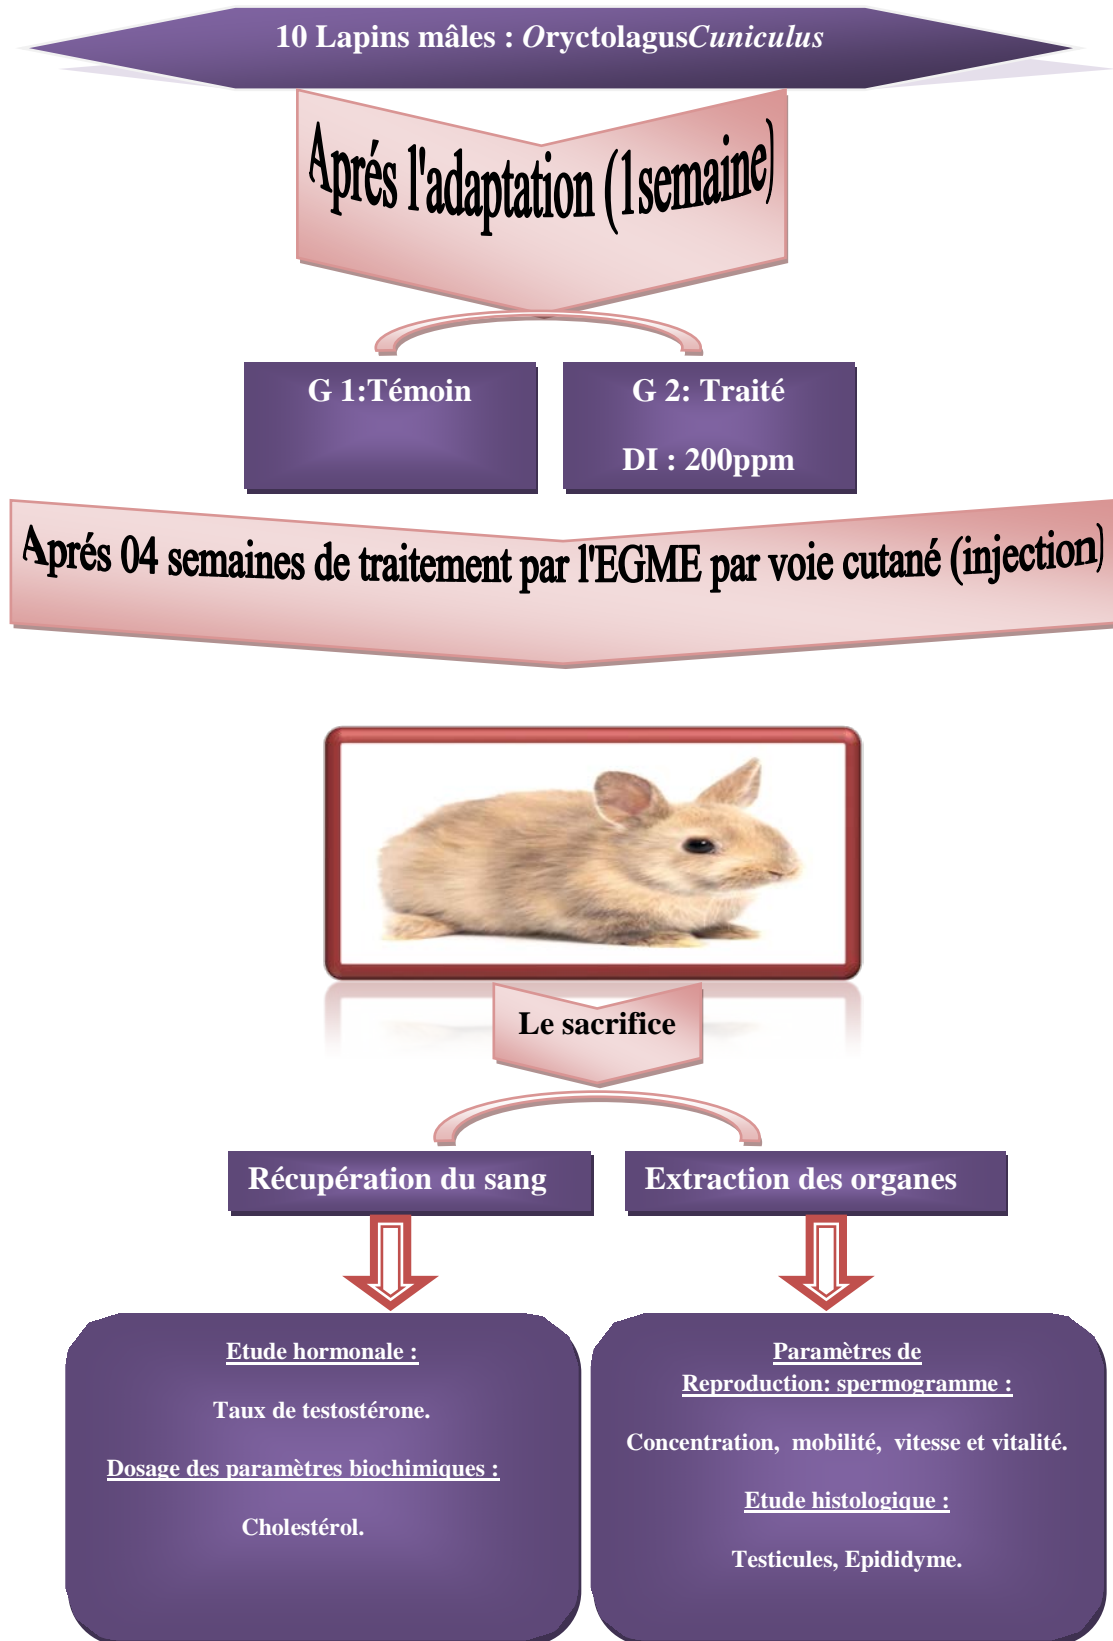 10 Lapins mâles : OryctolagusCuniculus
Aprés l'adaptation (1semaine)
G 1:Témoin
G 2: Traité
DI : 200ppm
Aprés 04 semaines de traitement par l'EGME par voie cutané (injection)
Le sacrifice
Récupération du sang
Extraction des organes
Etude hormonale :
Taux de testostérone.
Dosage des paramètres biochimiques :
Cholestérol.
Paramètres de
Reproduction: spermogramme :
Concentration, mobilité, vitesse et vitalité.
Etude histologique :
Testicules, Epididyme.